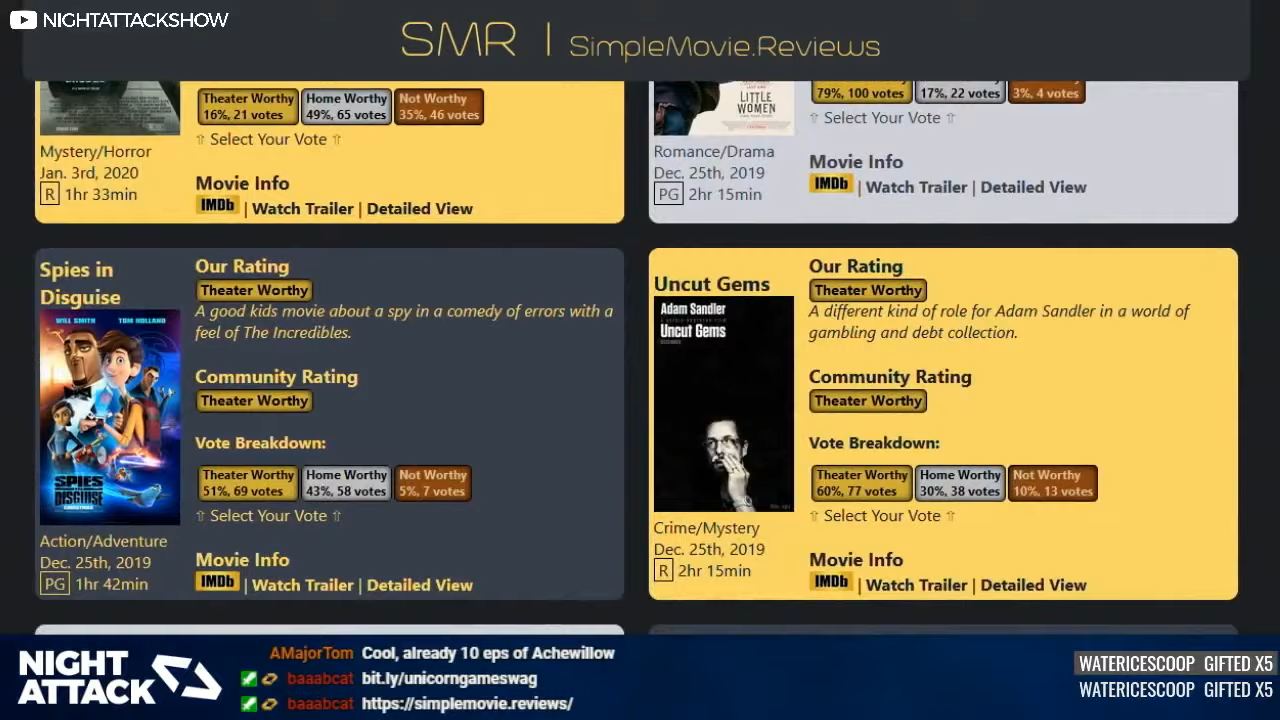 NIGHTATTACKSHOW
SMR | SimpleMovie.Reviews
Theater Worthy
16%, 21 votes
Home Worthy
49%, 65 votes
Not Worthy
35%, 46 votes
⇧ Select Your Vote ⇧
Mystery/Horror
Jan. 3rd, 2020
R 1hr 33min
Movie Info
IMDb | Watch Trailer | Detailed View
LITTLE
WOMEN
79%, 100 votes
17%, 22 votes
3%, 4 votes
⇧ Select Your Vote ⇧
Romance/Drama
Dec. 25th, 2019
PG 2hr 15min
Movie Info
IMDb | Watch Trailer | Detailed View
Spies in
Disguise
WILL SMITH TOM HOLLAND
SPIES
DISGUISE
CHRISTMAS
Action/Adventure
Dec. 25th, 2019
PG 1hr 42min
Our Rating
Theater Worthy
A good kids movie about a spy in a comedy of errors with a
feel of The Incredibles.
Community Rating
Theater Worthy
Vote Breakdown:
Theater Worthy
51%, 69 votes
Home Worthy
43%, 58 votes
Not Worthy
5%, 7 votes
⇧ Select Your Vote ⇧
Movie Info
IMDb | Watch Trailer | Detailed View
Uncut Gems
Adam Sandler
Uncut Gems
Crime/Mystery
Dec. 25th, 2019
R 2hr 15min
Our Rating
Theater Worthy
A different kind of role for Adam Sandler in a world of
gambling and debt collection.
Community Rating
Theater Worthy
Vote Breakdown:
Theater Worthy
60%, 77 votes
Home Worthy
30%, 38 votes
Not Worthy
10%, 13 votes
⇧ Select Your Vote ⇧
Movie Info
IMDb | Watch Trailer | Detailed View
NIGHT
ATTACK
AMajorTom Cool, already 10 eps of Achewillow
baaabcat bit.ly/unicorngameswag
baaabcat https://simplemovie.reviews/
WATERICESCOOP GIFTED X5
WATERICESCOOP GIFTED X5